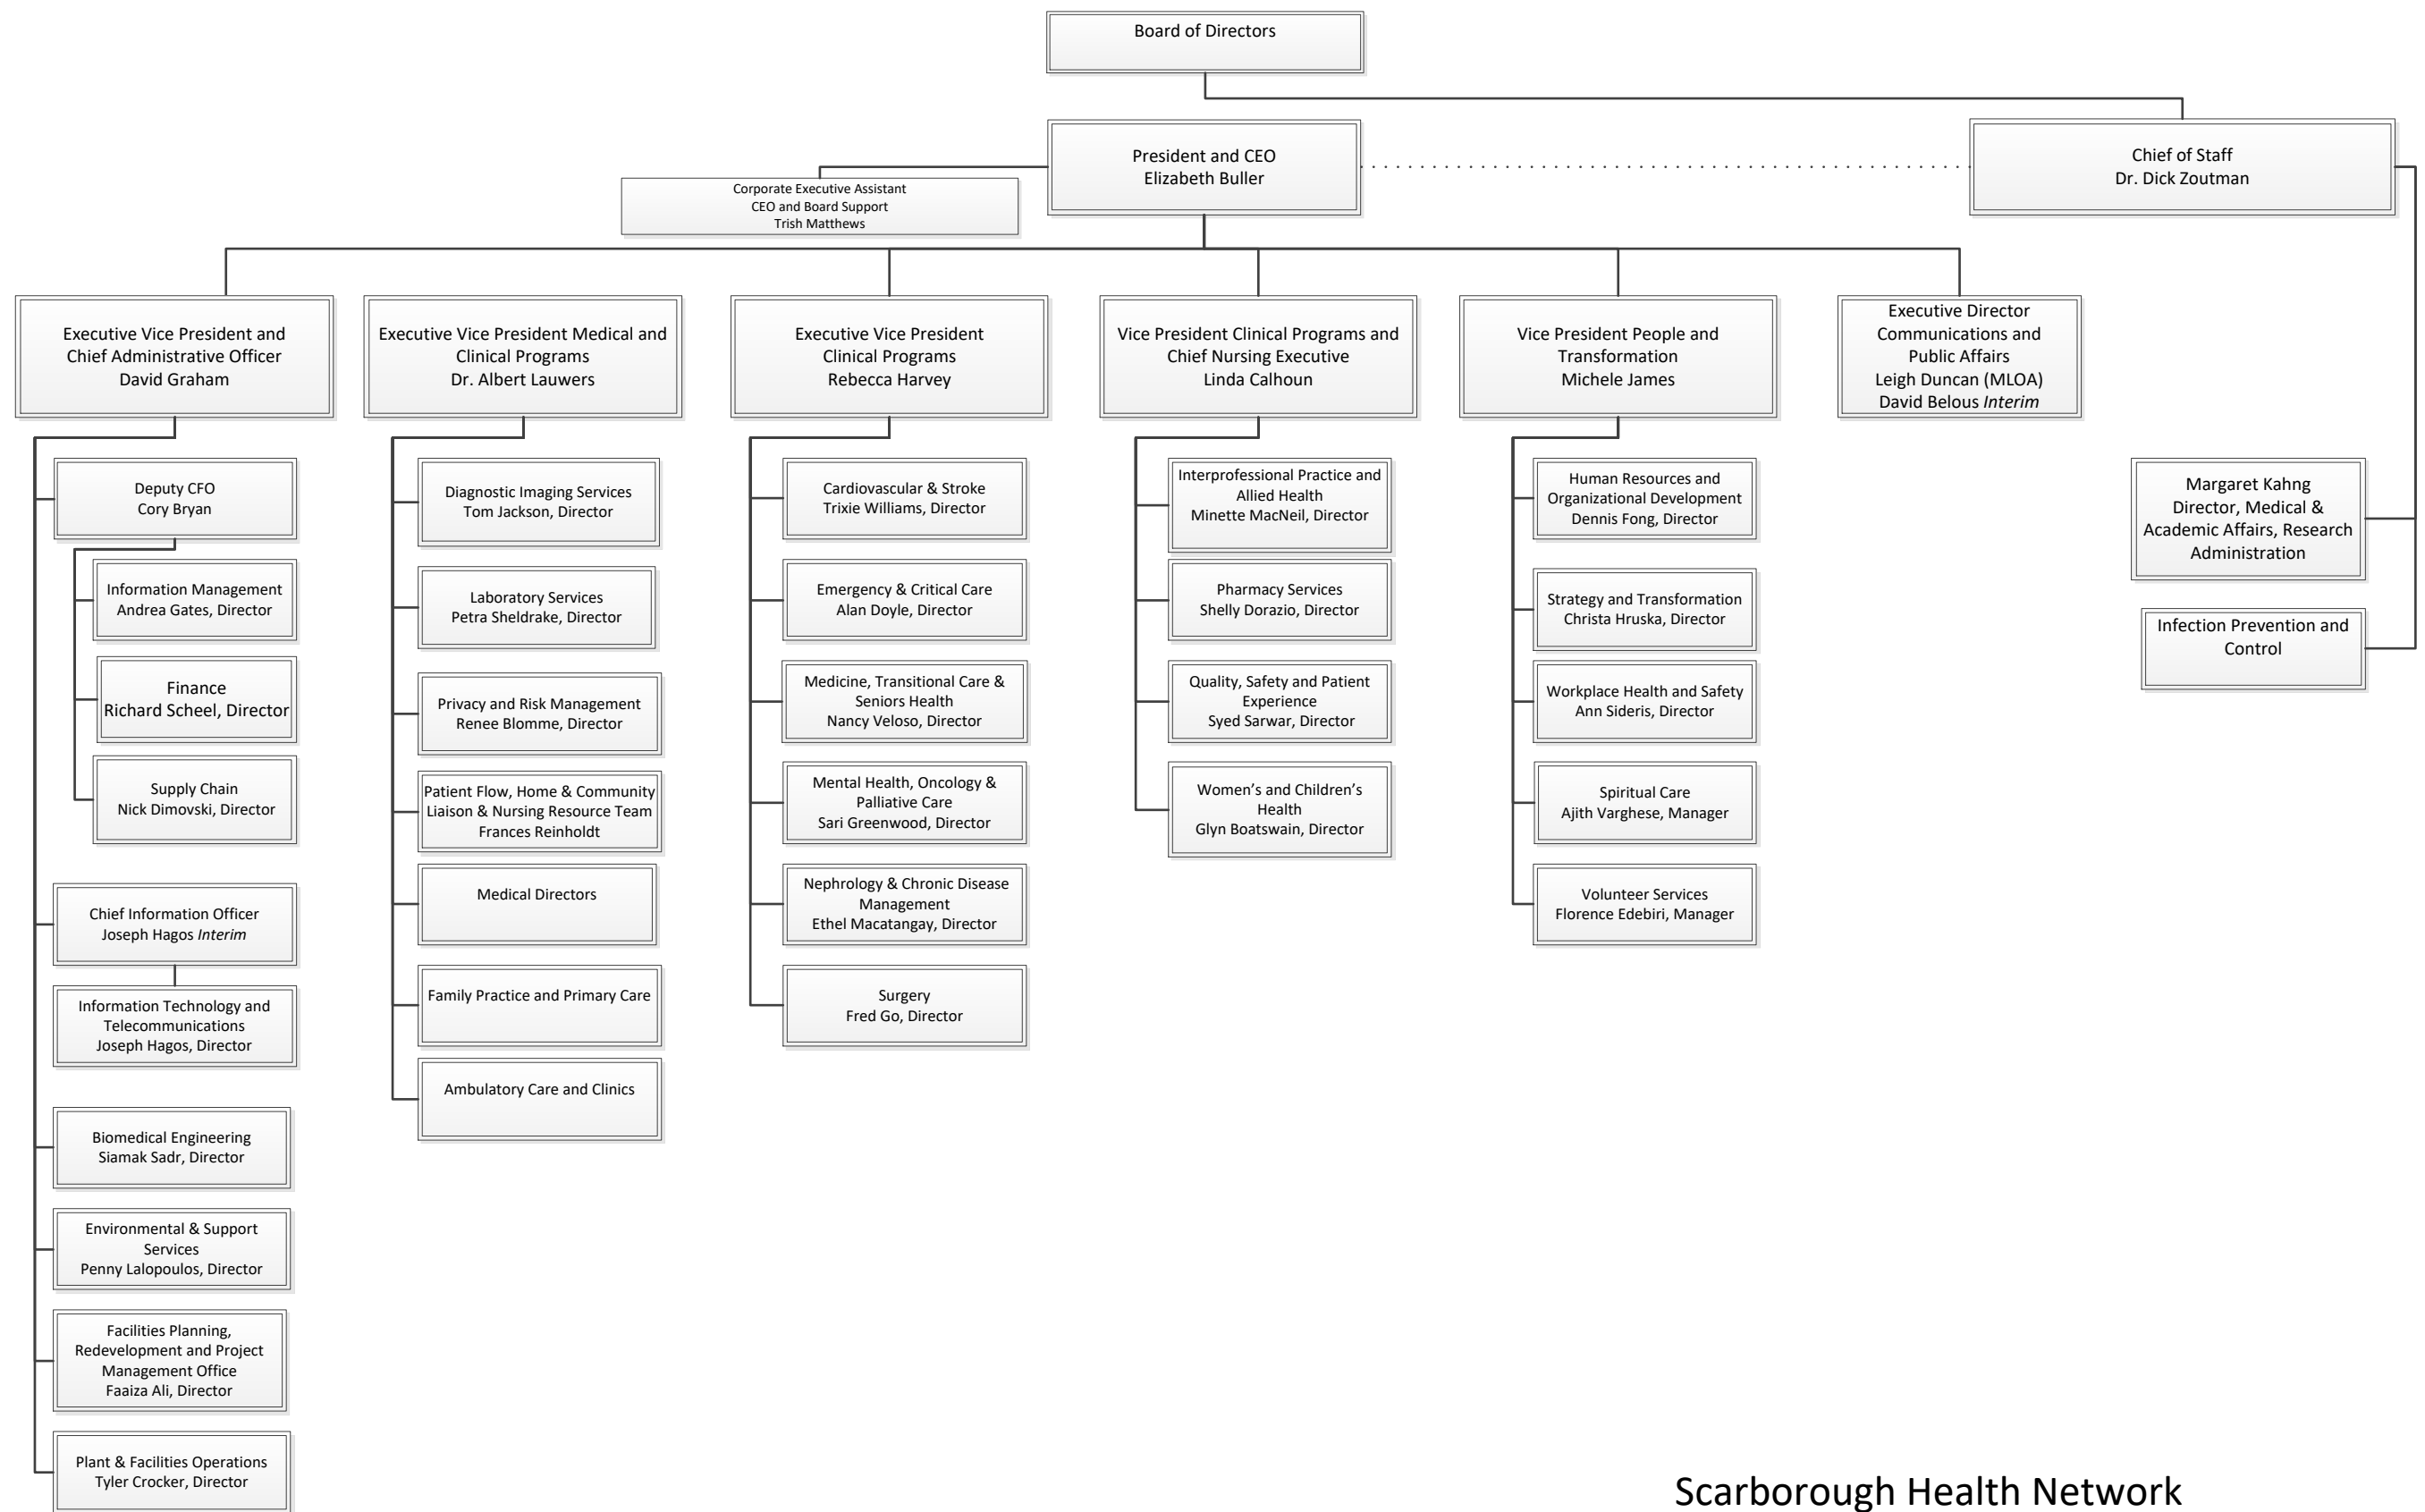 Board of Directors
President and CEO
Elizabeth Buller
Chief of Staff
Dr. Dick Zoutman
Corporate Executive Assistant
CEO and Board Support
Trish Matthews
Executive Vice President and
Chief Administrative Officer
David Graham
Executive Vice President Medical and
Clinical Programs
Dr. Albert Lauwers
Executive Vice President
Clinical Programs
Rebecca Harvey
Vice President Clinical Programs and
Chief Nursing Executive
Linda Calhoun
Vice President People and
Transformation
Michele James
Executive Director
Communications and
Public Affairs
Leigh Duncan (MLOA)
David Belous Interim
Deputy CFO
Cory Bryan
Information Management
Andrea Gates, Director
Finance
Richard Scheel, Director
Supply Chain
Nick Dimovski, Director
Chief Information Officer
Joseph Hagos Interim
Information Technology and
Telecommunications
Joseph Hagos, Director
Biomedical Engineering
Siamak Sadr, Director
Environmental & Support
Services
Penny Lalopoulos, Director
Facilities Planning,
Redevelopment and Project
Management Office
Faaiza Ali, Director
Plant & Facilities Operations
Tyler Crocker, Director
Diagnostic Imaging Services
Tom Jackson, Director
Laboratory Services
Petra Sheldrake, Director
Privacy and Risk Management
Renee Blomme, Director
Patient Flow, Home & Community
Liaison & Nursing Resource Team
Frances Reinholdt
Medical Directors
Family Practice and Primary Care
Ambulatory Care and Clinics
Cardiovascular & Stroke
Trixie Williams, Director
Emergency & Critical Care
Alan Doyle, Director
Medicine, Transitional Care &
Seniors Health
Nancy Veloso, Director
Mental Health, Oncology &
Palliative Care
Sari Greenwood, Director
Nephrology & Chronic Disease
Management
Ethel Macatangay, Director
Surgery
Fred Go, Director
Interprofessional Practice and
Allied Health
Minette MacNeil, Director
Pharmacy Services
Shelly Dorazio, Director
Quality, Safety and Patient
Experience
Syed Sarwar, Director
Women’s and Children’s
Health
Glyn Boatswain, Director
Human Resources and
Organizational Development
Dennis Fong, Director
Strategy and Transformation
Christa Hruska, Director
Workplace Health and Safety
Ann Sideris, Director
Spiritual Care
Ajith Varghese, Manager
Volunteer Services
Florence Edebiri, Manager
Margaret Kahng
Director, Medical &
Academic Affairs, Research
Administration
Infection Prevention and
Control
Scarborough Health Network